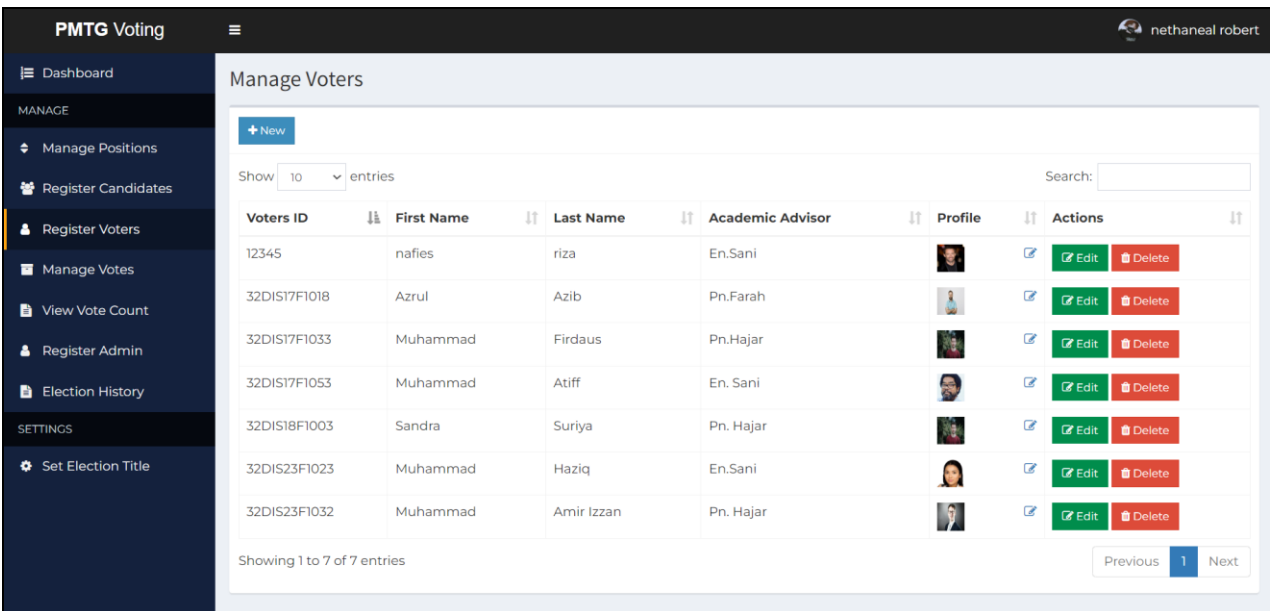 PMTG Voting
nethaneal robert
Dashboard
MANAGE
Manage Positions
Register Candidates
Register Voters
Manage Votes
View Vote Count
Register Admin
Election History
SETTINGS
Set Election Title
Manage Voters
New
Show 10 entries Search:
Voters ID First Name Last Name Academic Advisor Profile Actions
12345 nafies riza En.Sani Edit Delete
32DIS17F1018 Azrul Azib Pn.Farah Edit Delete
32DIS17F1033 Muhammad Firdaus Pn.Hajar Edit Delete
32DIS17F1053 Muhammad Atiff En. Sani Edit Delete
32DIS18F1003 Sandra Suriya Pn. Hajar Edit Delete
32DIS23F1023 Muhammad Haziq En.Sani Edit Delete
32DIS23F1032 Muhammad Amir Izzan Pn. Hajar Edit Delete
Showing 1 to 7 of 7 entries Previous 1 Next